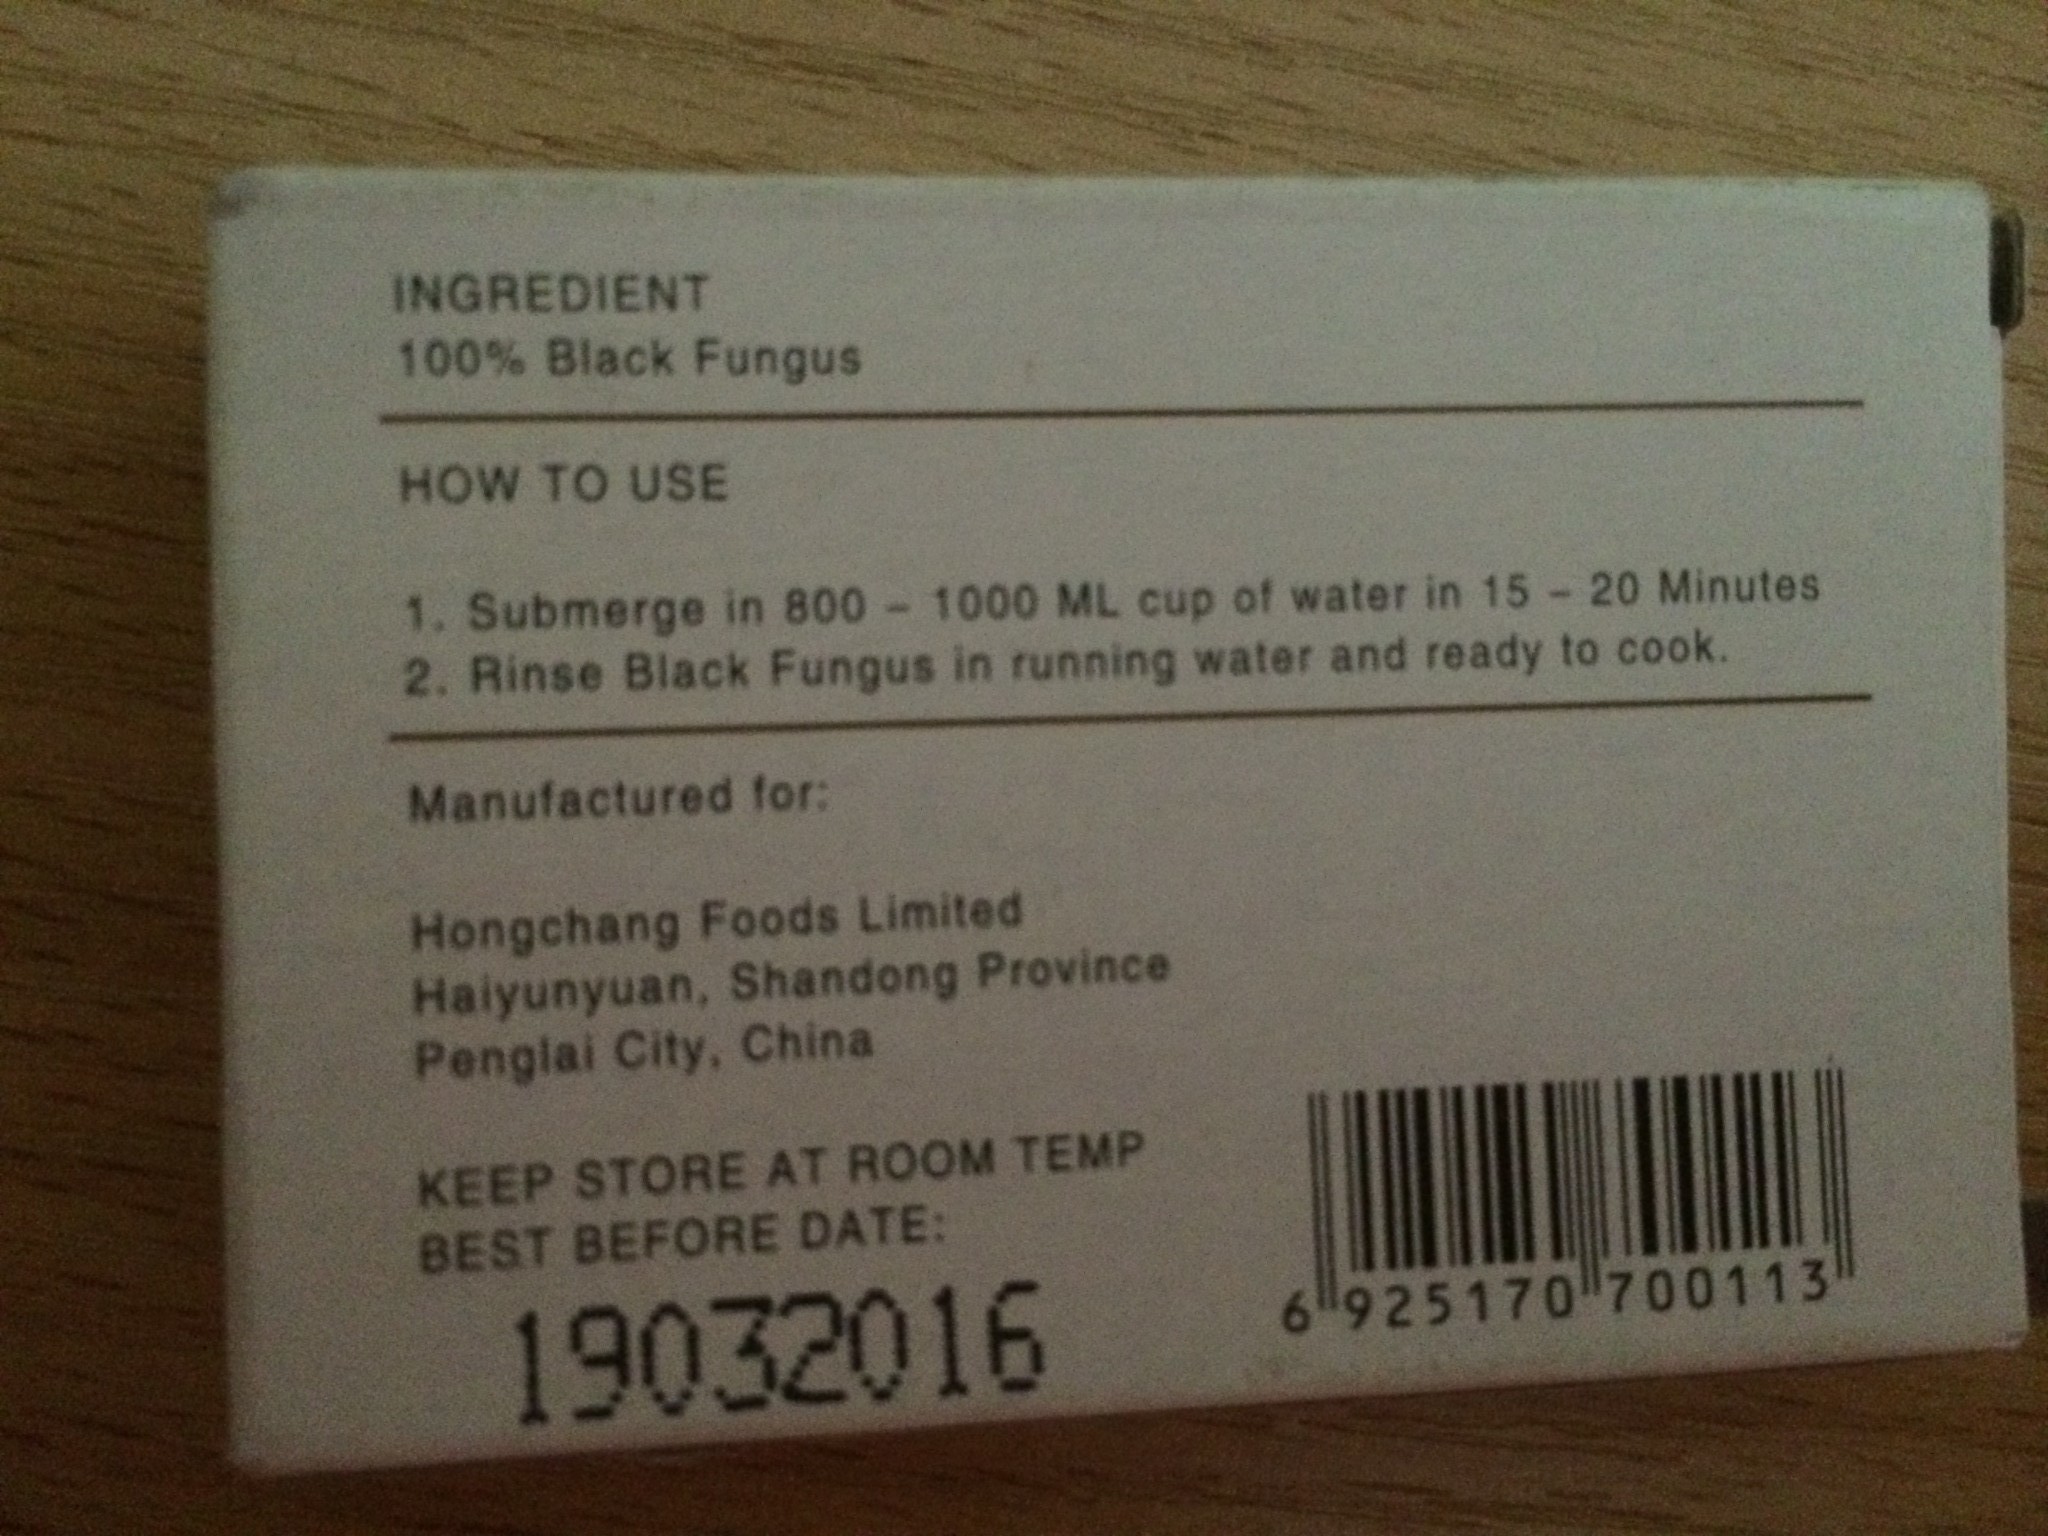 INGREDIENT
100% Black Fungus
HOW TO USE
1. Submerge in 800 – 1000 ML cup of water in 15 – 20 Minutes
2. Rinse Black Fungus in running water and ready to cook.
Manufactured for:
Hongchang Foods Limited
Haiyunyuan, Shandong Province
Penglai City, China
KEEP STORE AT ROOM TEMP
BEST BEFORE DATE:
19032016
6 925170 700113